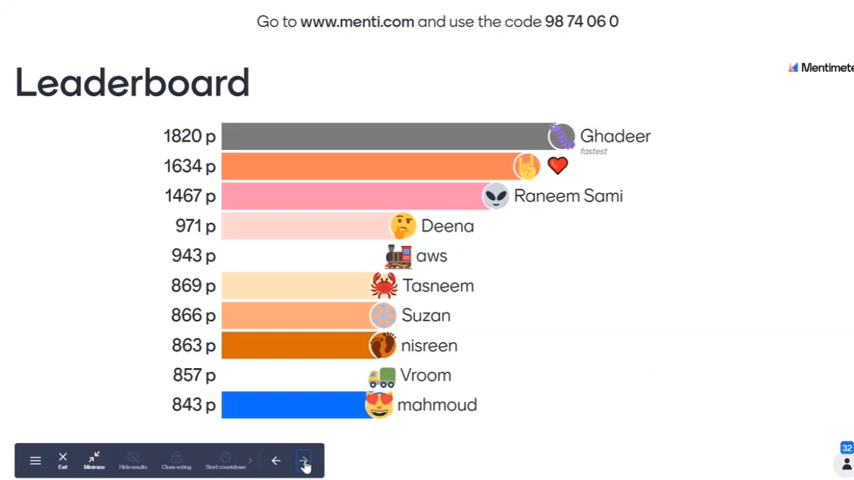 Go to www.menti.com and use the code 98 74 06 0
Mentimete
Leaderboard
1820 p Ghadeer
fastest
1634 p
1467 p Raneem Sami
971 p Deena
943 p aws
869 p Tasneem
866 p Suzan
863 p nisreen
857 p Vroom
843 p mahmoud
Exit Minimize Hide results Close voting Start countdown
32